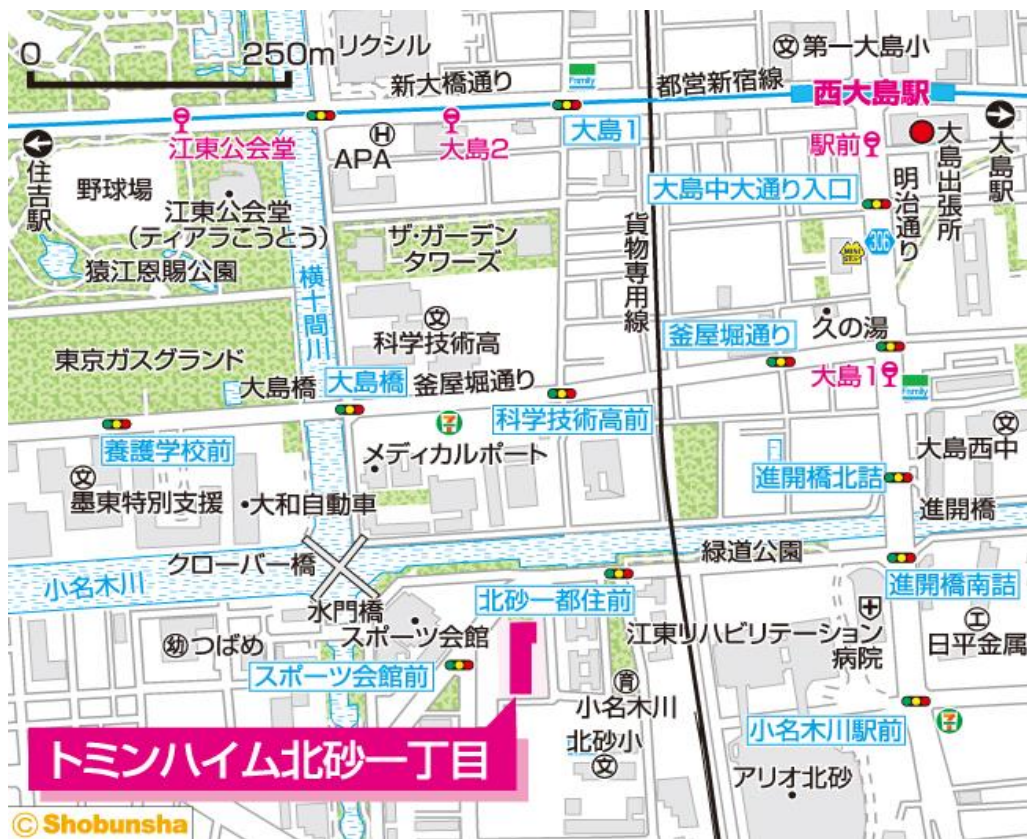 0
250m
リクシル
文
第一大島小
新大橋通り
Family
都営新宿線
西大島駅
江東公会堂
H
APA
大島2
大島1
駅前
大島出張所
大島駅
住吉駅
野球場
江東公会堂
(ティアラこうとう)
猿江恩賜公園
横十間川
ザ・ガーデン
タワーズ
貨物専用線
大島中大通り入口
明治通り
306
MINI
久の湯
文
科学技術高
釜屋堀通り
東京ガスグランド
大島橋
大島橋
釜屋堀通り
大島1
Family
養護学校前
7
科学技術高前
文
大島西中
メディカルポート
文
墨東特別支援
大和自動車
進開橋北詰
進開橋
クローバー橋
緑道公園
小名木川
水門橋
北砂一都住前
進開橋南詰
スポーツ会館
江東リハビリテーション
病院
工
日平金属
幼
つばめ
スポーツ会館前
育
小名木川
小名木川駅前
7
トミンハイム北砂一丁目
北砂小
文
アリオ北砂
© Shobunsha